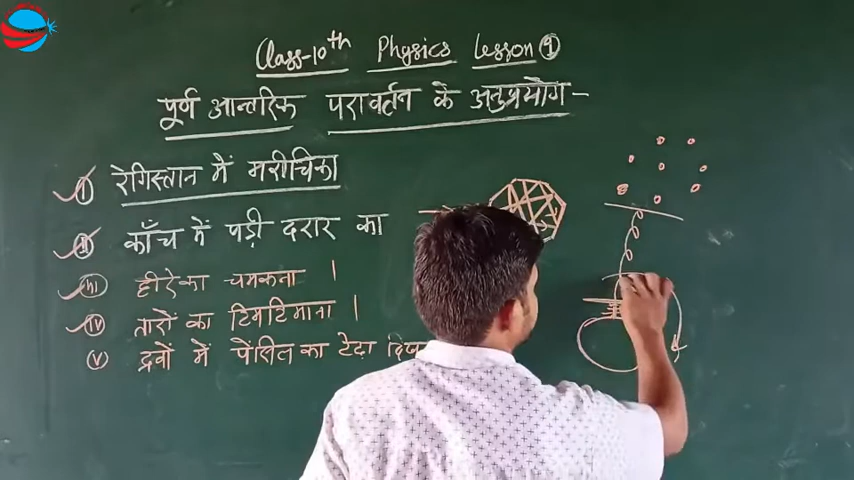 Class-10th Physics Lesson ①
पूर्ण आन्तरिक परावर्तन के अनुप्रयोग -
(i) रेगिस्तान में मरीचिका
(ii) काँच में पड़ी दरार का
(iii) हीरे का चमकना ।
(iv) तारों का टिमटिमाना ।
(v) द्रवों में पेंसिल का टेढ़ा